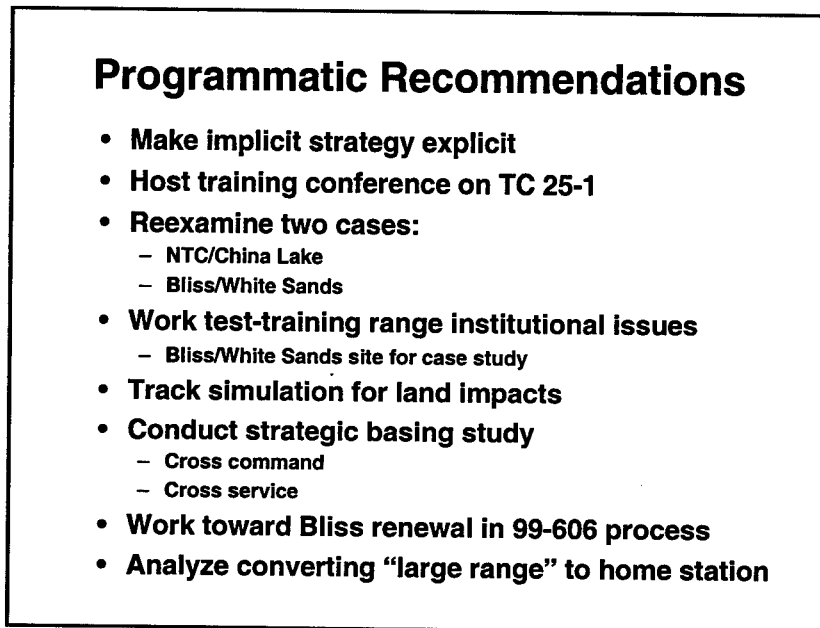 Programmatic Recommendations
• Make implicit strategy explicit
• Host training conference on TC 25-1
• Reexamine two cases:
– NTC/China Lake
– Bliss/White Sands
• Work test-training range institutional issues
– Bliss/White Sands site for case study
• Track simulation for land impacts
• Conduct strategic basing study
– Cross command
– Cross service
• Work toward Bliss renewal in 99-606 process
• Analyze converting “large range” to home station